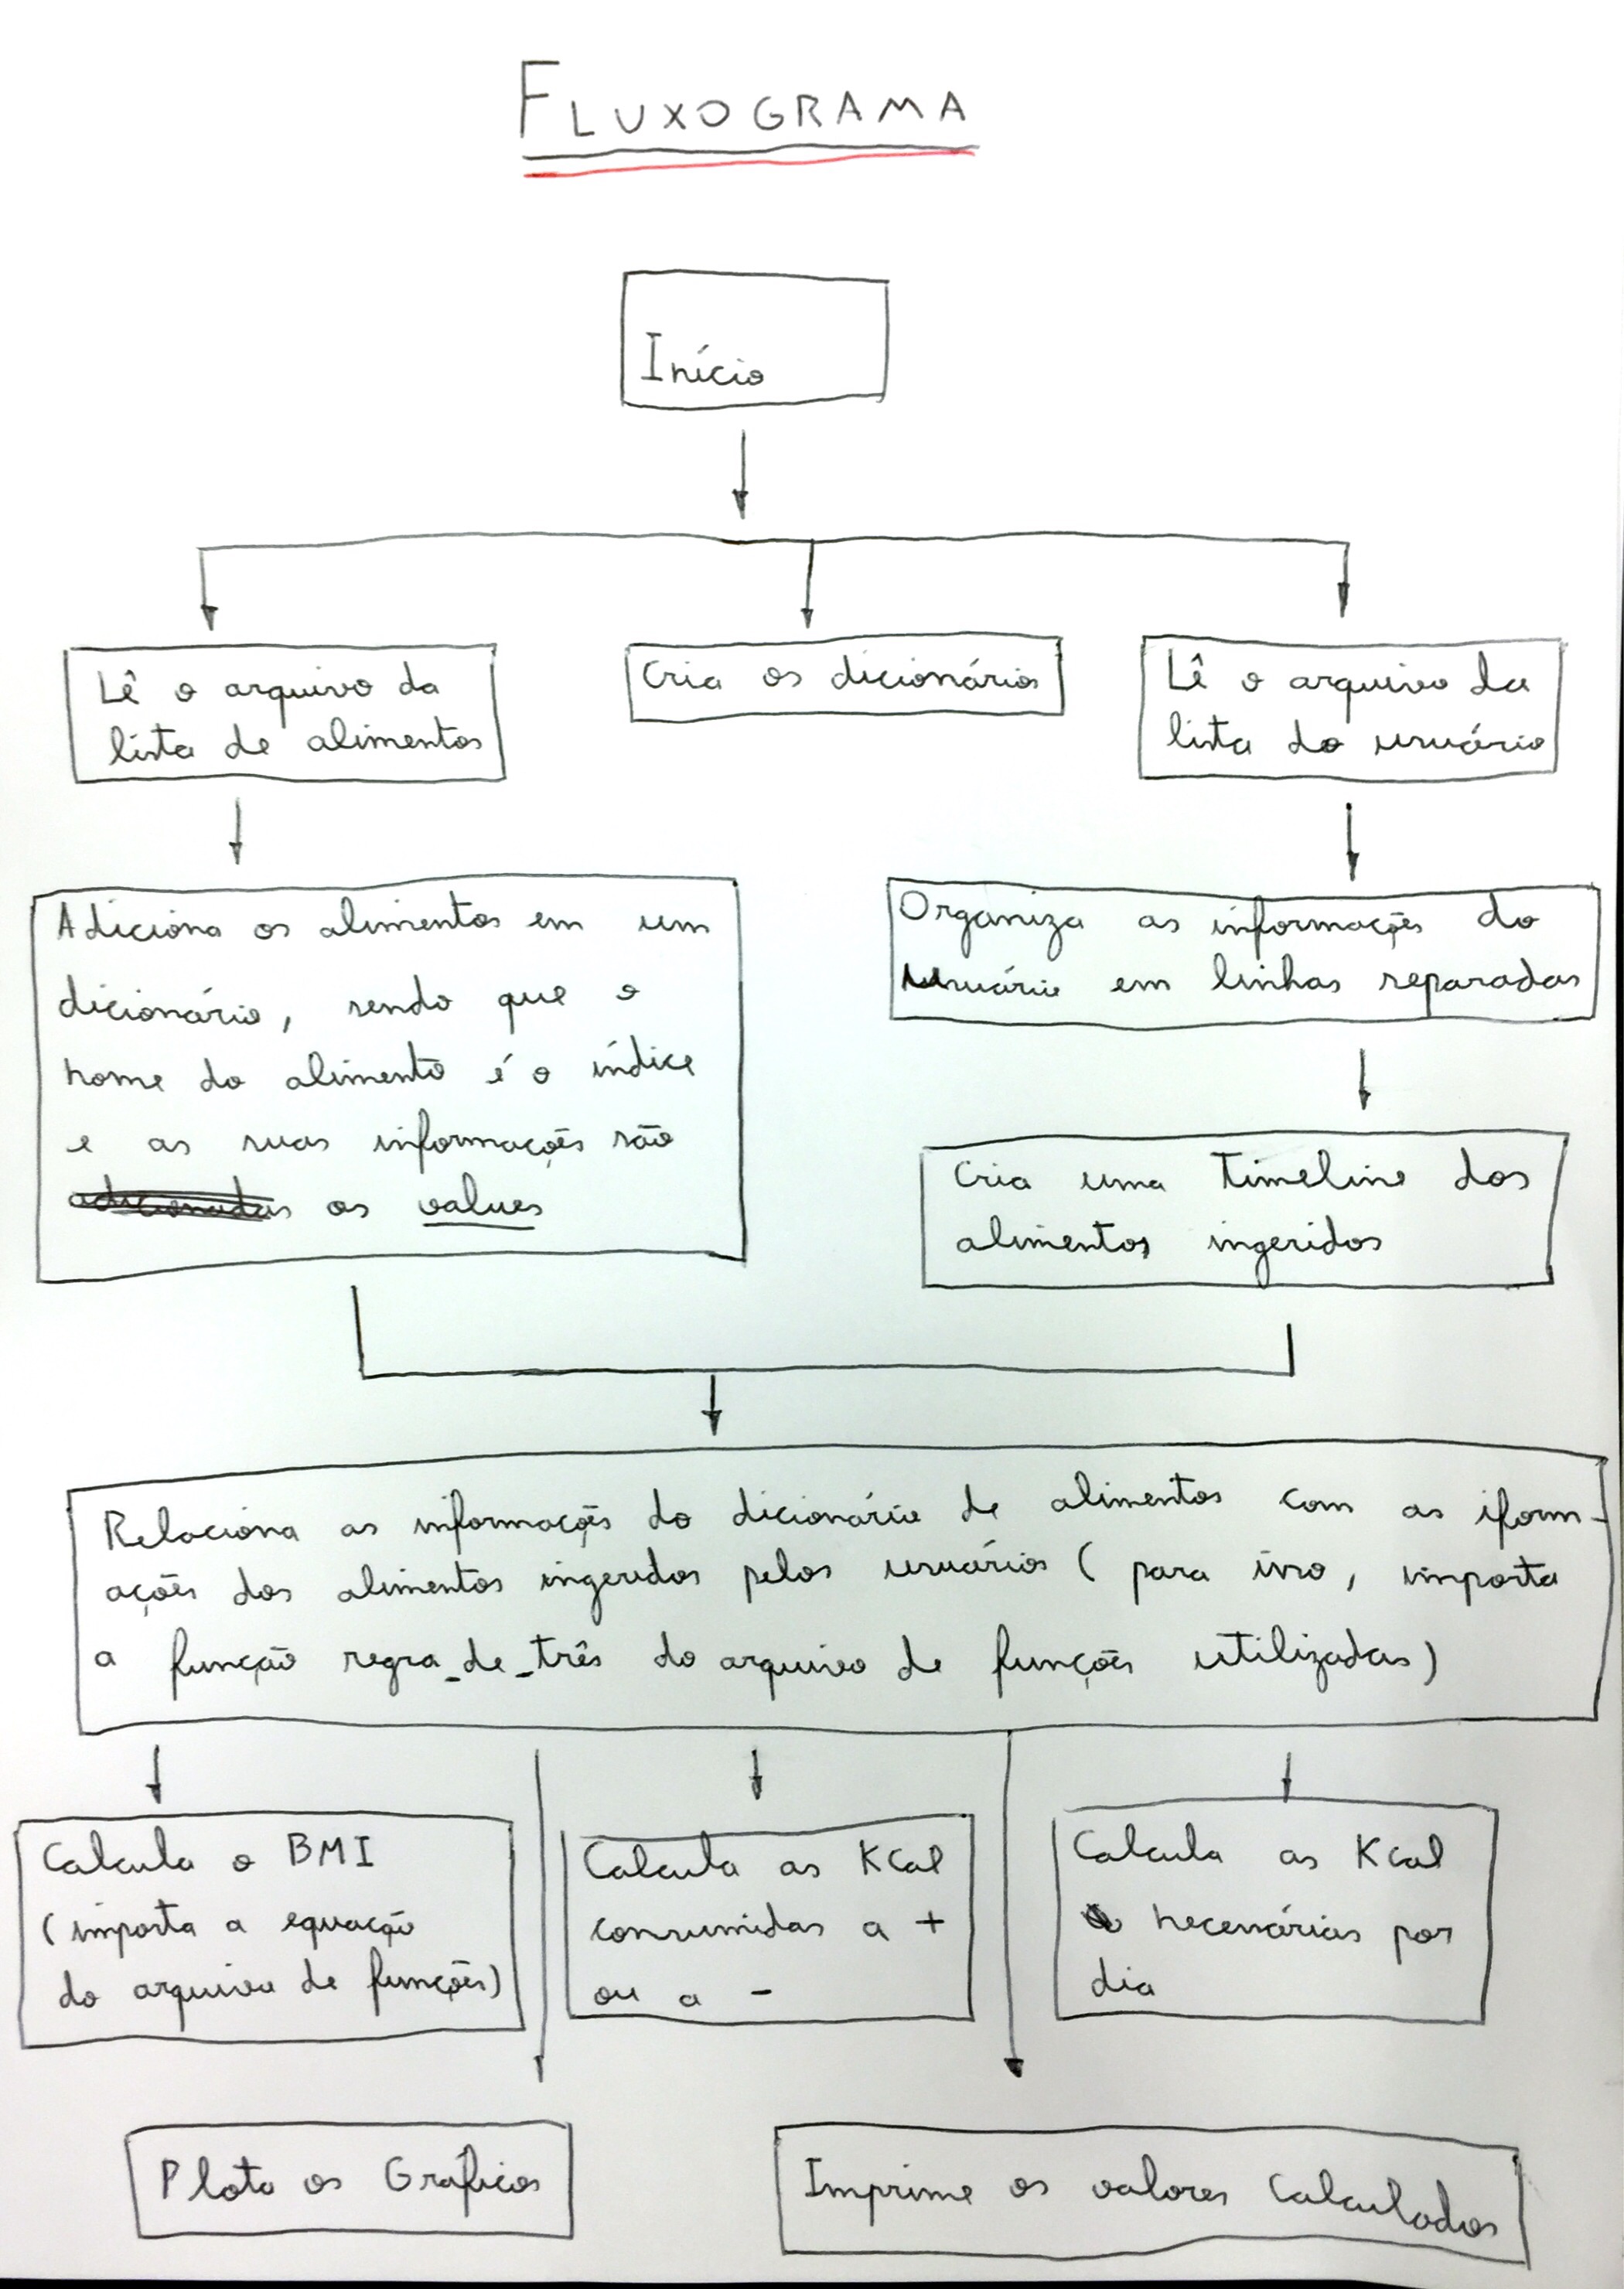 FLUXOGRAMA
Início
Lê o arquivo da
lista de alimentos
Cria os dicionários
Lê o arquivo da
lista do usuário
Adiciona os alimentos em um
dicionário, sendo que o
nome do alimento é o índice
e as suas informações são
adicionadas os values
Organiza as informações do
usuário em linhas separadas
Cria uma timeline dos
alimentos ingeridos
Relaciona as informações do dicionário de alimentos com as iform-
ações dos alimentos ingeridos pelos usuários (para isso, importa
a função regra_de_três do arquivo de funções utilizadas)
Calcula o BMI
(importa a equação
do arquivo de funções)
Calcula as KCal
consumidas a +
ou a -
Calcula as Kcal
necessárias por
dia
Plota os Gráficos
Imprime os valores Calculados